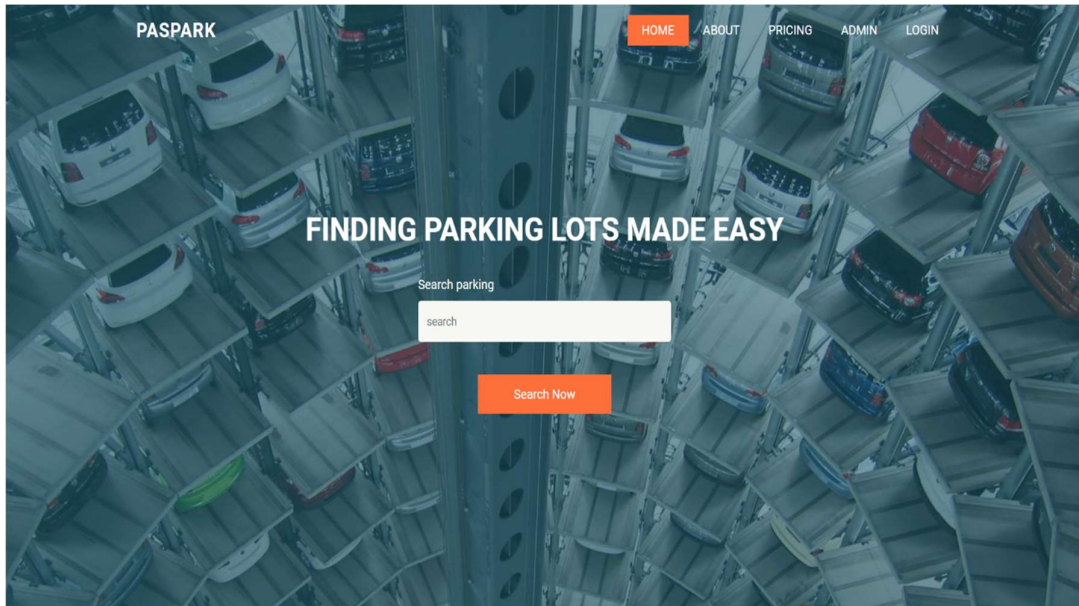 PASPARK
HOME ABOUT PRICING ADMIN LOGIN
FINDING PARKING LOTS MADE EASY
Search parking
search
Search Now